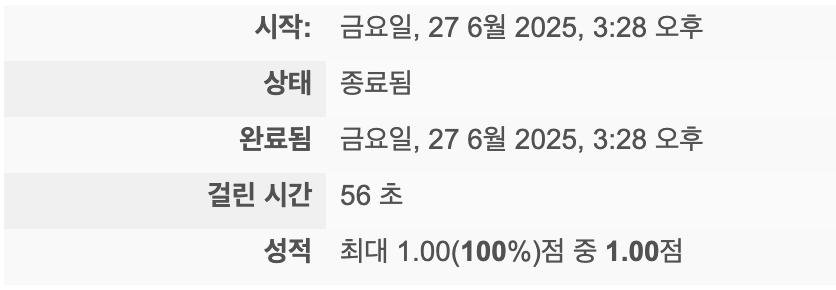 시작: 금요일, 27 6월 2025, 3:28 오후
상태 종료됨
완료됨 금요일, 27 6월 2025, 3:28 오후
걸린 시간 56 초
성적 최대 1.00(100%)점 중 1.00점